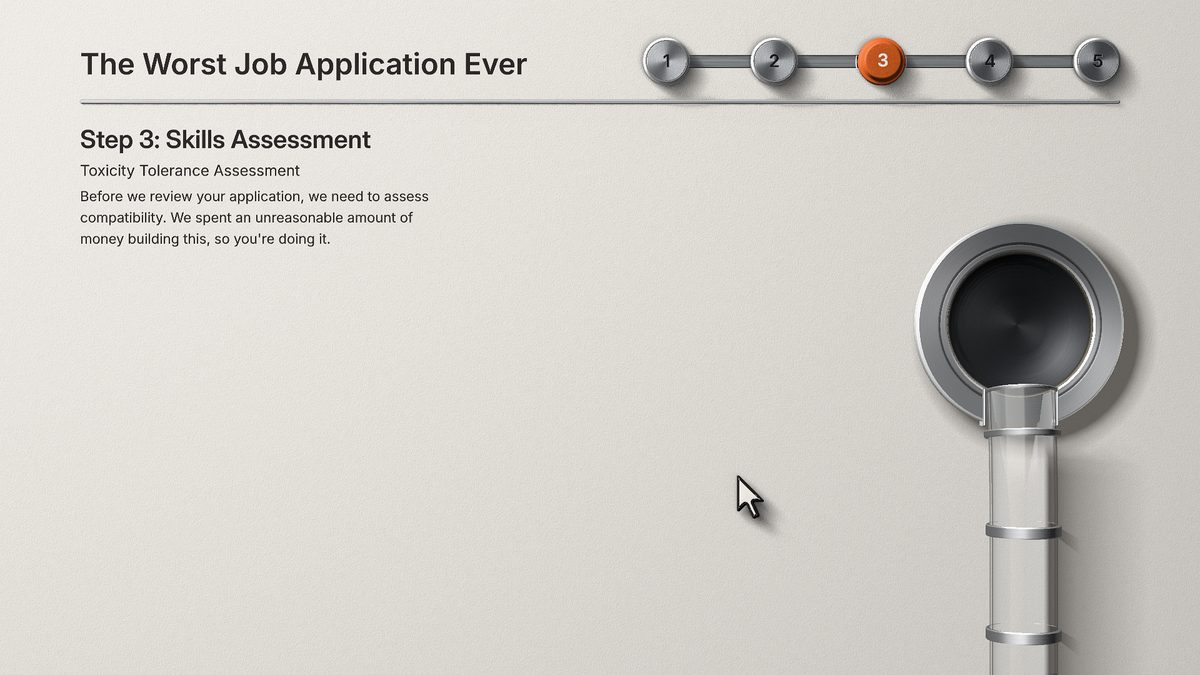 The Worst Job Application Ever
1 2 3 4 5
Step 3: Skills Assessment
Toxicity Tolerance Assessment
Before we review your application, we need to assess
compatibility. We spent an unreasonable amount of
money building this, so you're doing it.